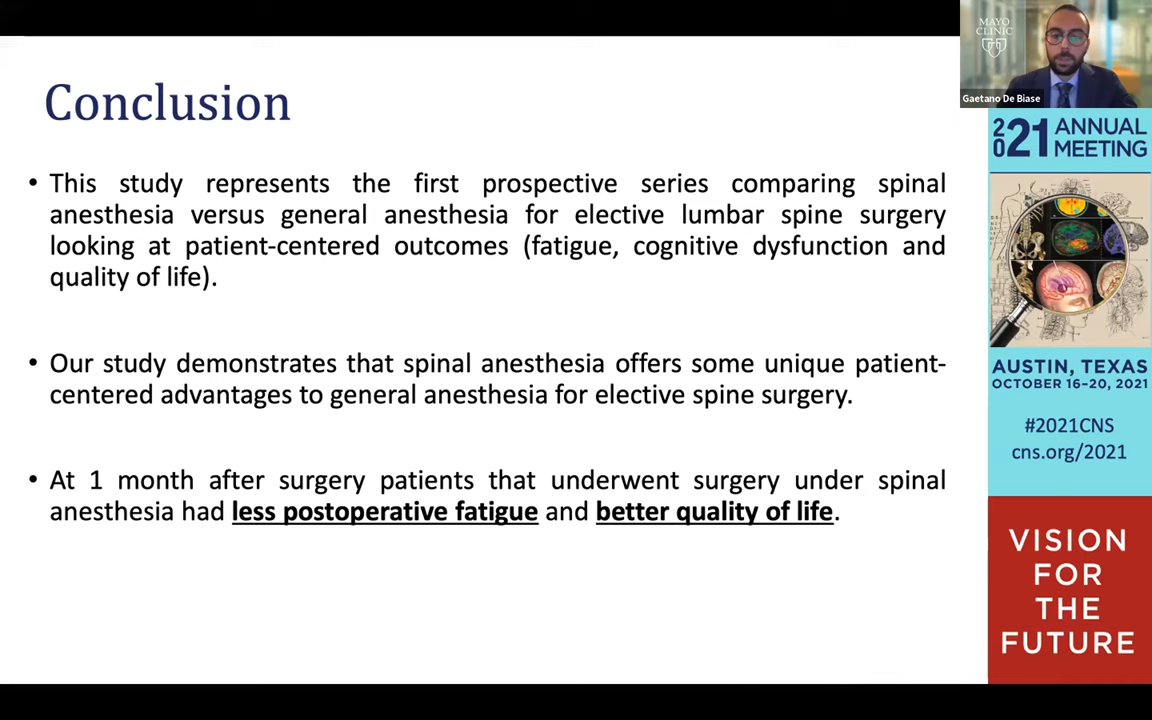 MAYO
CLINIC
Gaetano De Biase
Conclusion
• This study represents the first prospective series comparing spinal
anesthesia versus general anesthesia for elective lumbar spine surgery
looking at patient-centered outcomes (fatigue, cognitive dysfunction and
quality of life).
• Our study demonstrates that spinal anesthesia offers some unique patient-
centered advantages to general anesthesia for elective spine surgery.
• At 1 month after surgery patients that underwent surgery under spinal
anesthesia had less postoperative fatigue and better quality of life.
2021 ANNUAL
MEETING
AUSTIN, TEXAS
OCTOBER 16–20, 2021
#2021CNS
cns.org/2021
VISION
FOR
THE
FUTURE